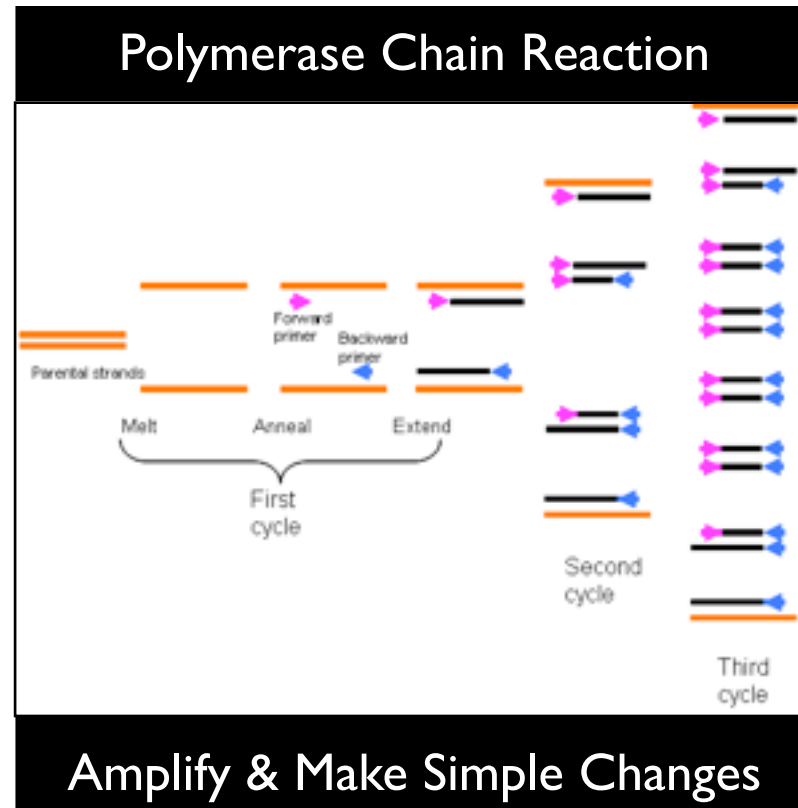 Polymerase Chain Reaction
Forward
primer
Backward
primer
Parental strands
Melt
Anneal
Extend
First
cycle
Second
cycle
Third
cycle
Amplify & Make Simple Changes